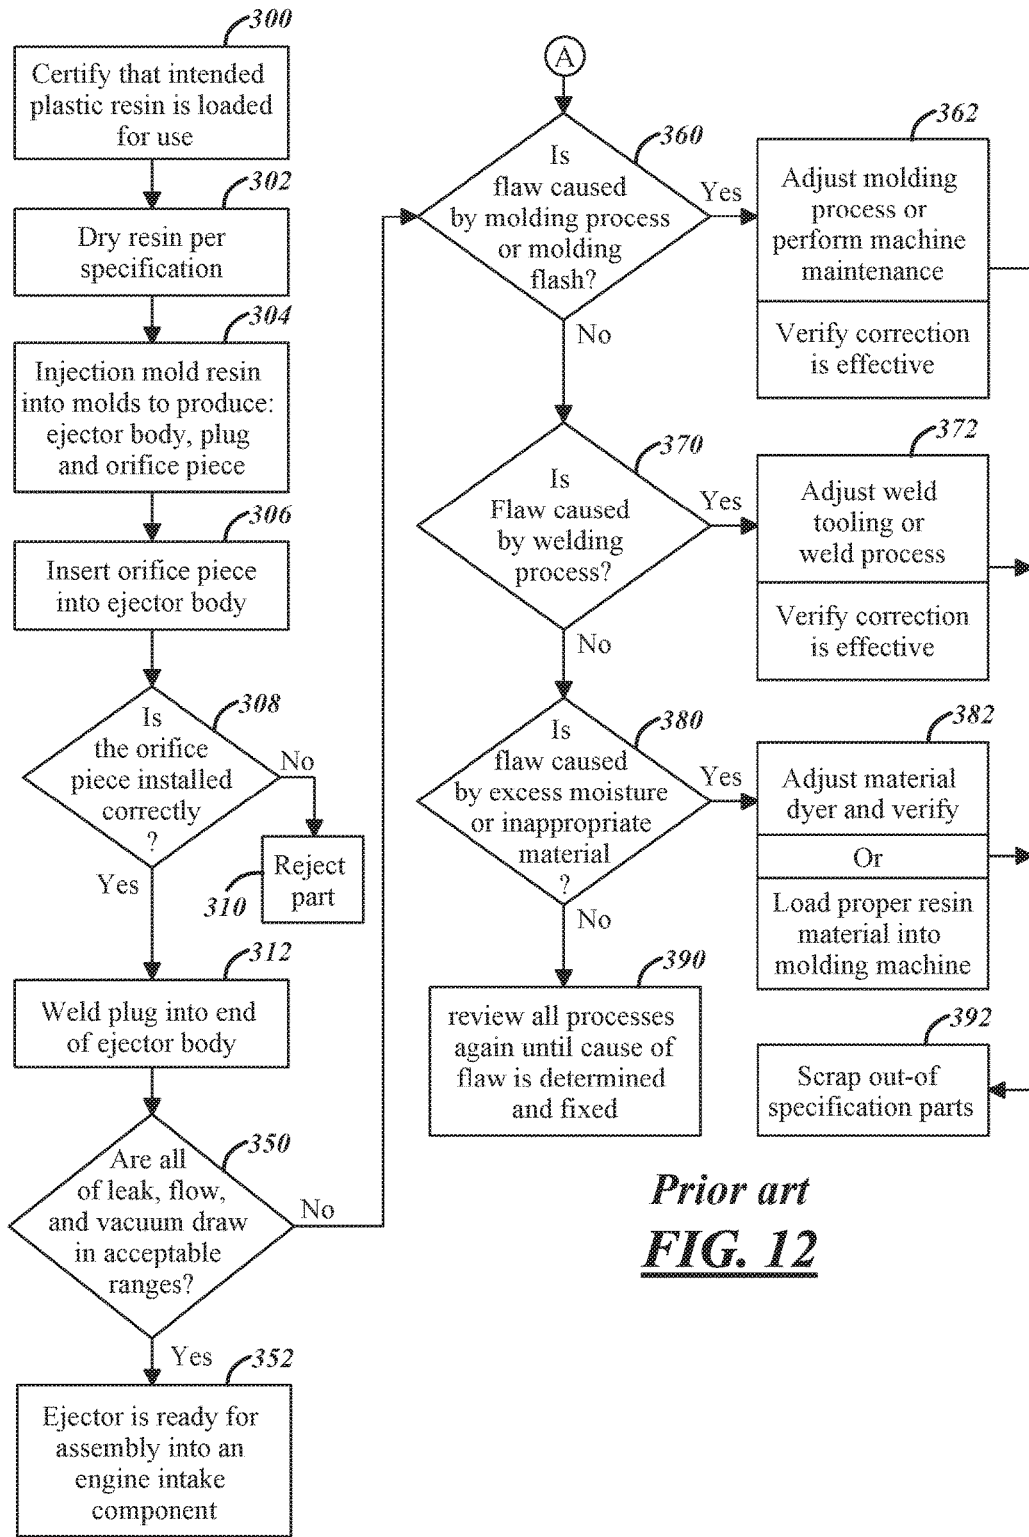 300
Certify that intended
plastic resin is loaded
for use
302
Dry resin per
specification
304
Injection mold resin
into molds to produce:
ejector body, plug
and orifice piece
306
Insert orifice piece
into ejector body
308
Is
the orifice
piece installed
correctly
?
No
Yes
310
Reject
part
312
Weld plug into end
of ejector body
350
Are all
of leak, flow,
and vacuum draw
in acceptable
ranges?
No
Yes
352
Ejector is ready for
assembly into an
engine intake
component
A
360
Is
flaw caused
by molding process
or molding
flash?
Yes
No
362
Adjust molding
process or
perform machine
maintenance
Verify correction
is effective
370
Is
Flaw caused
by welding
process?
Yes
No
372
Adjust weld
tooling or
weld process
Verify correction
is effective
380
Is
flaw caused
by excess moisture
or inappropriate
material
?
Yes
No
382
Adjust material
dyer and verify
Or
Load proper resin
material into
molding machine
390
review all processes
again until cause of
flaw is determined
and fixed
392
Scrap out-of
specification parts
Prior art
FIG. 12